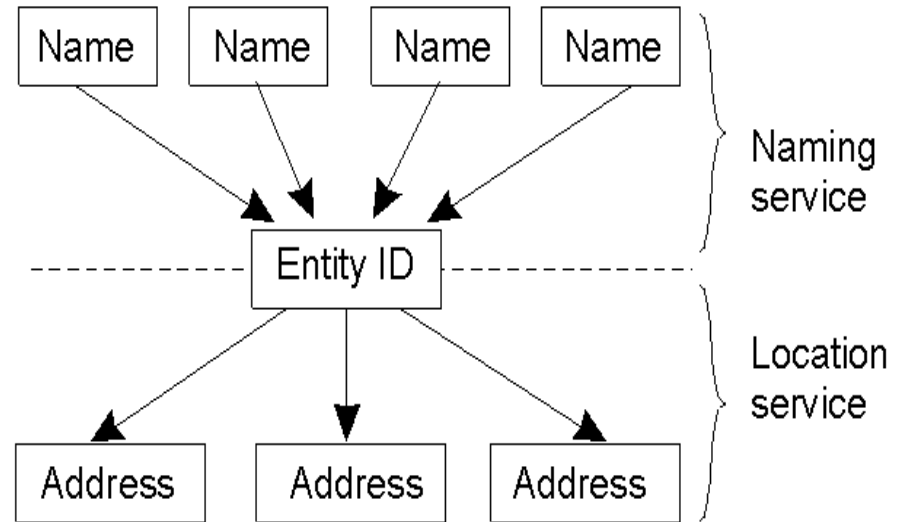 Name
Name
Name
Name
Naming
service
Entity ID
Location
service
Address
Address
Address